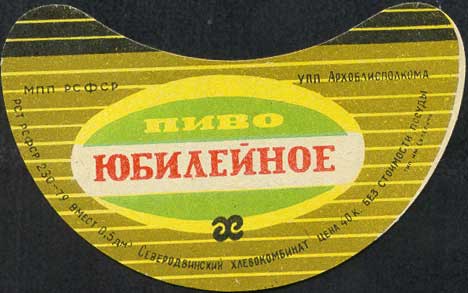 МПП РСФСР
УПП Архоблисполкома
ПИВО
ЮБИЛЕЙНОЕ
РСТ РСФСР 230-79 ВМЕСТ. 0,5 дм³ СЕВЕРОДВИНСКИЙ ХЛЕБОКОМБИНАТ ЦЕНА 40 К. БЕЗ СТОИМОСТИ ПОСУДЫ